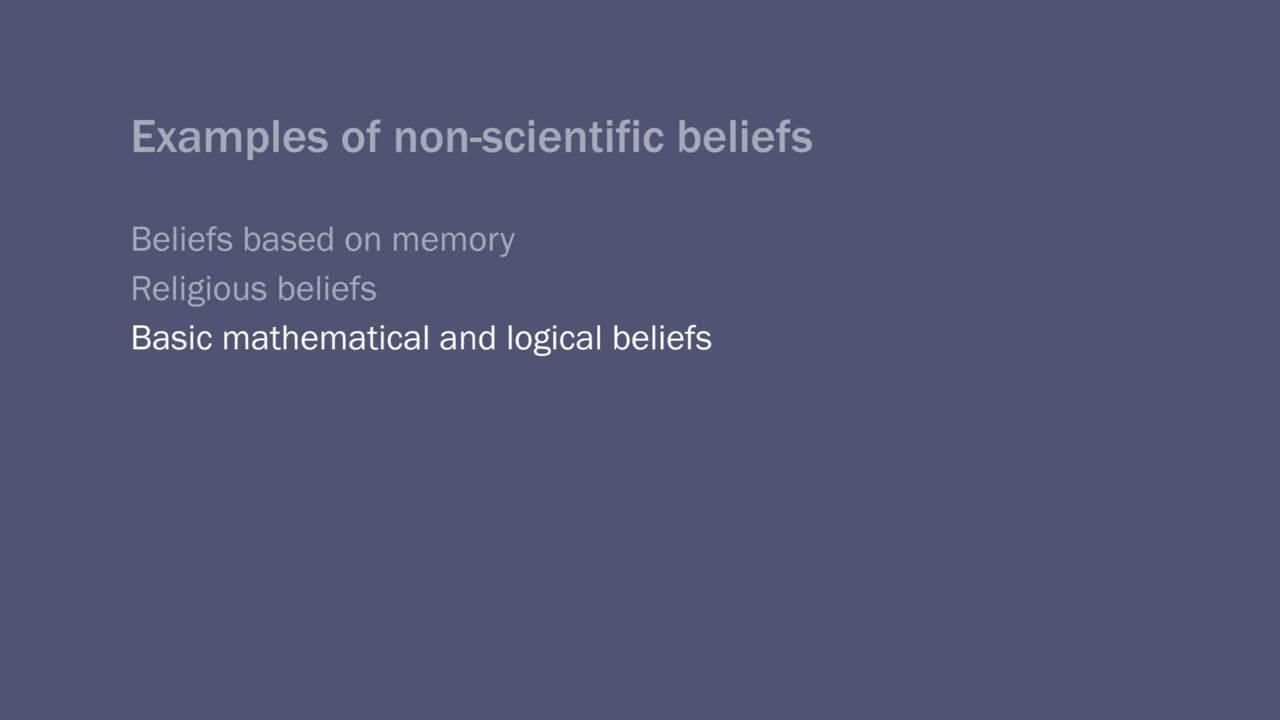 Examples of non-scientific beliefs
Beliefs based on memory
Religious beliefs
Basic mathematical and logical beliefs